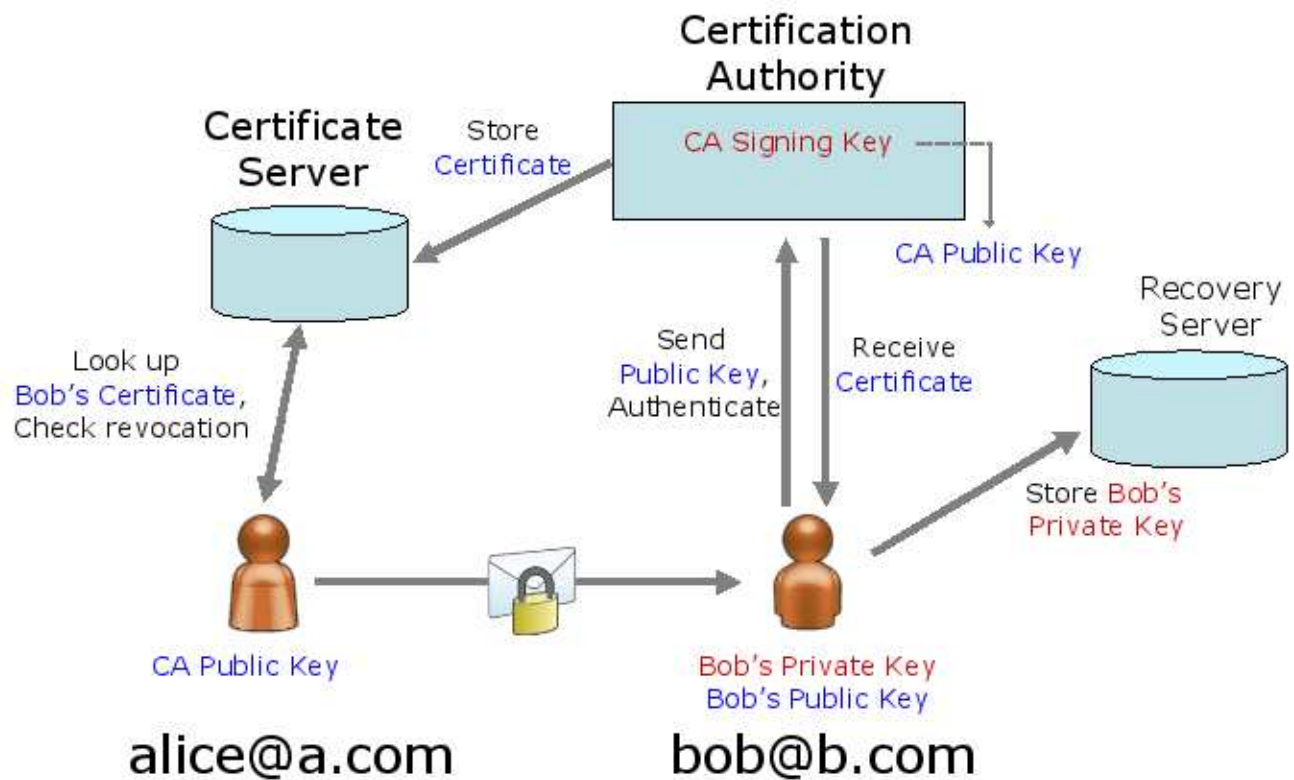 Certification
Authority
CA Signing Key
CA Public Key
Certificate
Server
Store
Certificate
Recovery
Server
Look up
Bob's Certificate,
Check revocation
Send
Public Key,
Authenticate
Receive
Certificate
Store Bob's
Private Key
CA Public Key
Bob's Private Key
Bob's Public Key
alice@a.com
bob@b.com